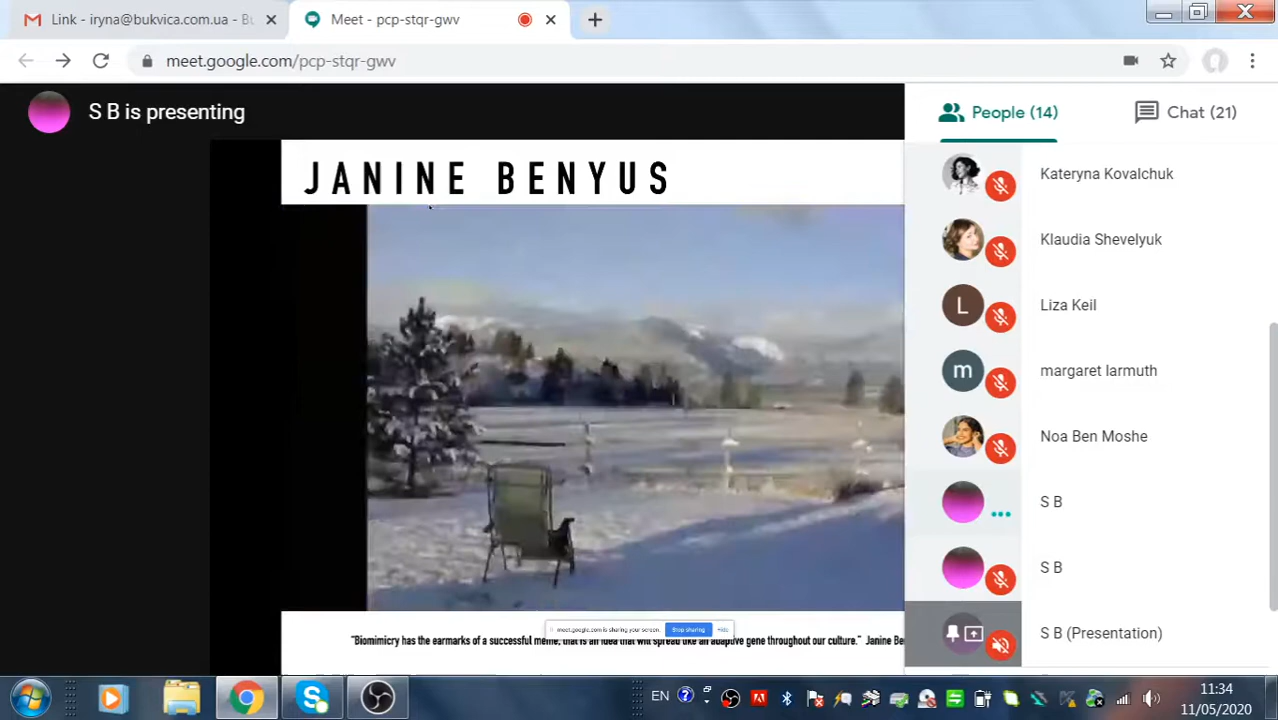 Link - iryna@bukvica.com.ua - Bu
Meet - pcp-stqr-gwv
meet.google.com/pcp-stqr-gwv
S B is presenting
People (14)
Chat (21)
JANINE BENYUS
Kateryna Kovalchuk
Klaudia Shevelyuk
L
Liza Keil
m
margaret larmuth
Noa Ben Moshe
S B
S B
S B (Presentation)
meet.google.com is sharing your screen.
Stop sharing
Hide
"Biomimicry has the earmarks of a successful meme, that is an idea that will spread like an adaptive gene throughout our culture." Janine Be
EN
11:34
11/05/2020